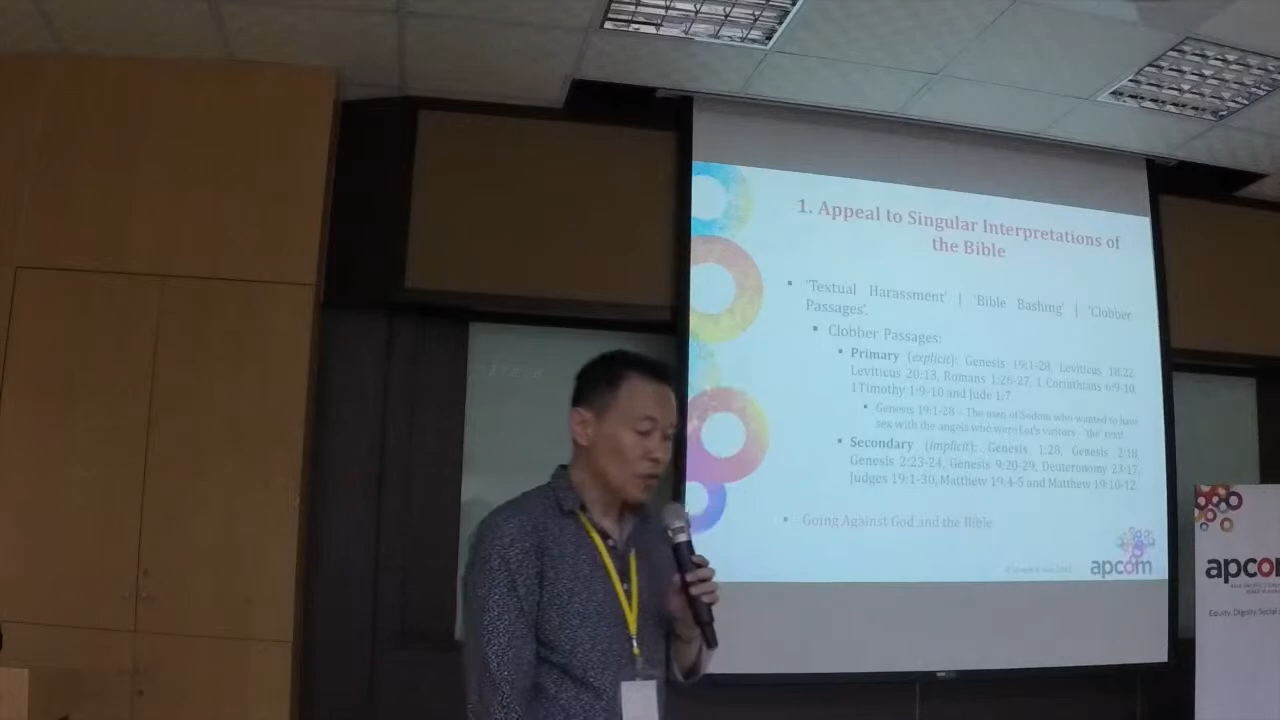 1. Appeal to Singular Interpretations of
the Bible
▪ 'Textual Harassment' | 'Bible Bashing' | 'Clobber
Passages'.
▪ Clobber Passages:
▪ Primary (explicit): Genesis 19:1-28, Leviticus 18:22,
Leviticus 20:13, Romans 1:26-27, 1 Corinthians 6:9-10,
1Timothy 1:9-10 and Jude 1:7
▪ Genesis 19:1-28 – The men of Sodom who wanted to have
sex with the angels who were Lot's visitors - 'the' text!
▪ Secondary (implicit): Genesis 1:28, Genesis 2:18,
Genesis 2:23-24, Genesis 9:20-29, Deuteronomy 23:17,
Judges 19:1-30, Matthew 19:4-5 and Matthew 19:10-12.
▪ Going Against God and the Bible
apcom
apcom
Equity. Dignity. Social